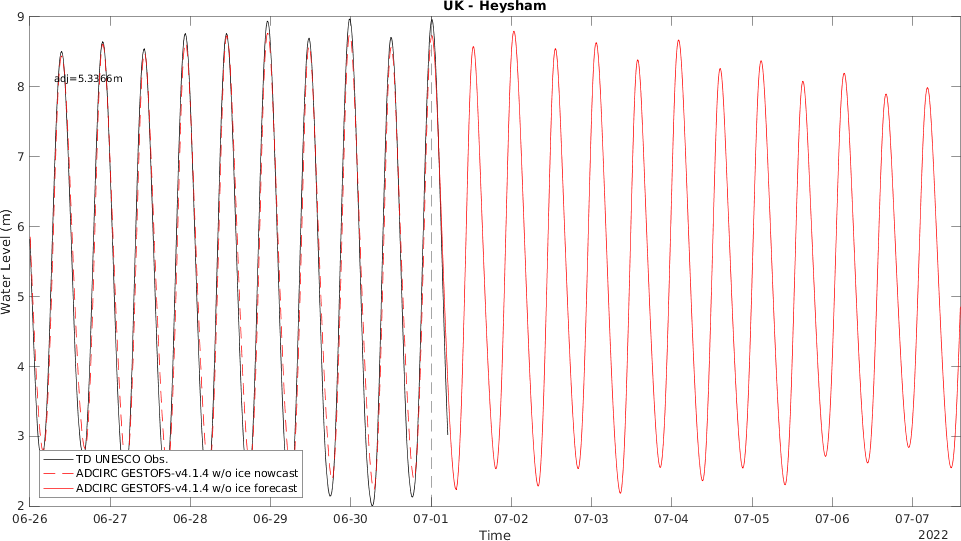 UK - Heysham
9
8
7
6
5
4
3
2
Water Level (m)
adj=5.3366m
TD UNESCO Obs.
ADCIRC GESTOFS-v4.1.4 w/o ice nowcast
ADCIRC GESTOFS-v4.1.4 w/o ice forecast
06-26 06-27 06-28 06-29 06-30 07-01 07-02 07-03 07-04 07-05 07-06 07-07
Time
2022